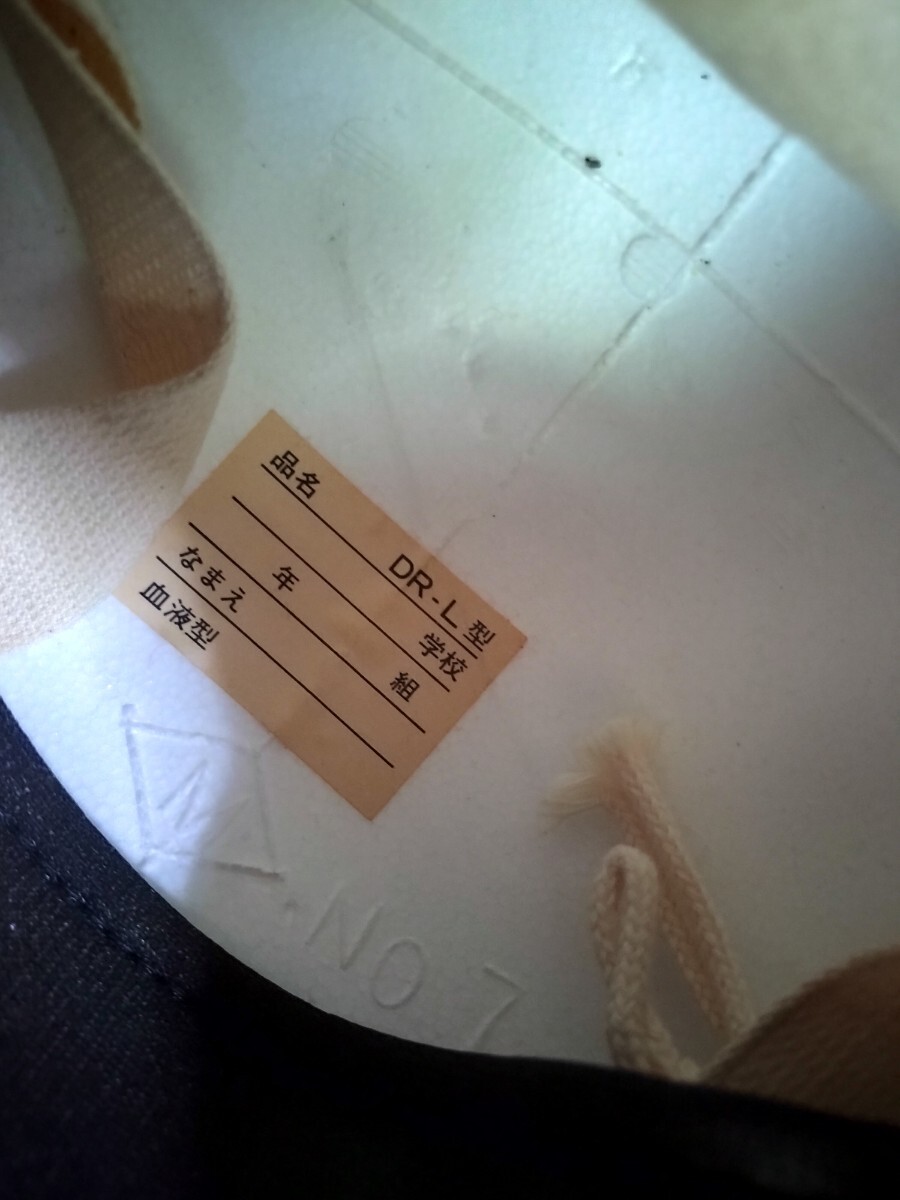 品名 DR-L型
学校
年 組
なまえ
血液型
NO 7